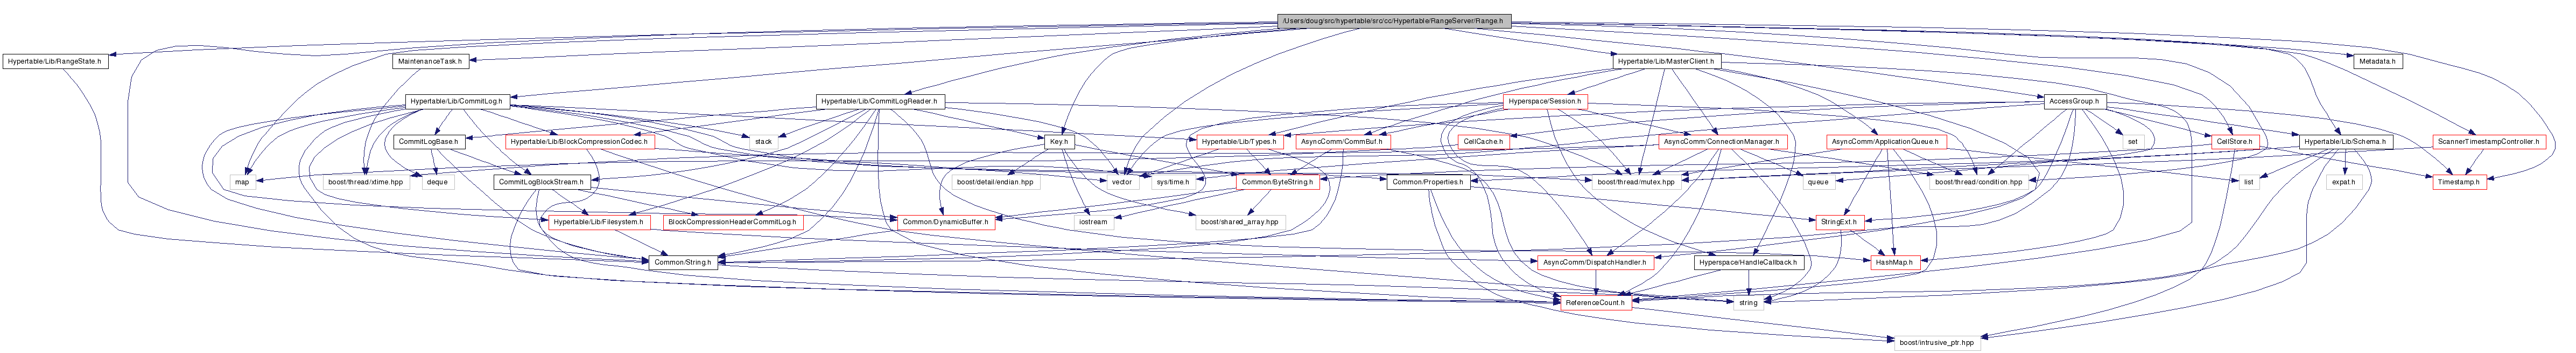 /Users/doug/src/hypertable/src/cc/Hypertable/RangeServer/Range.h
Hypertable/Lib/RangeState.h
MaintenanceTask.h
Hypertable/Lib/MasterClient.h
Metadata.h
Hypertable/Lib/CommitLog.h
Hypertable/Lib/CommitLogReader.h
Hyperspace/Session.h
AccessGroup.h
CommitLogBase.h
Hypertable/Lib/BlockCompressionCodec.h
stack
Key.h
Hypertable/Lib/Types.h
AsyncComm/CommBuf.h
CellCache.h
AsyncComm/ConnectionManager.h
AsyncComm/ApplicationQueue.h
set
CellStore.h
Hypertable/Lib/Schema.h
ScannerTimestampController.h
map
boost/thread/xtime.hpp
deque
CommitLogBlockStream.h
vector
sys/time.h
boost/detail/endian.hpp
Common/ByteString.h
Common/Properties.h
boost/thread/mutex.hpp
queue
boost/thread/condition.hpp
list
expat.h
Timestamp.h
Hypertable/Lib/Filesystem.h
BlockCompressionHeaderCommitLog.h
Common/DynamicBuffer.h
iostream
boost/shared_array.hpp
StringExt.h
Common/String.h
AsyncComm/DispatchHandler.h
Hyperspace/HandleCallback.h
HashMap.h
ReferenceCount.h
string
boost/intrusive_ptr.hpp